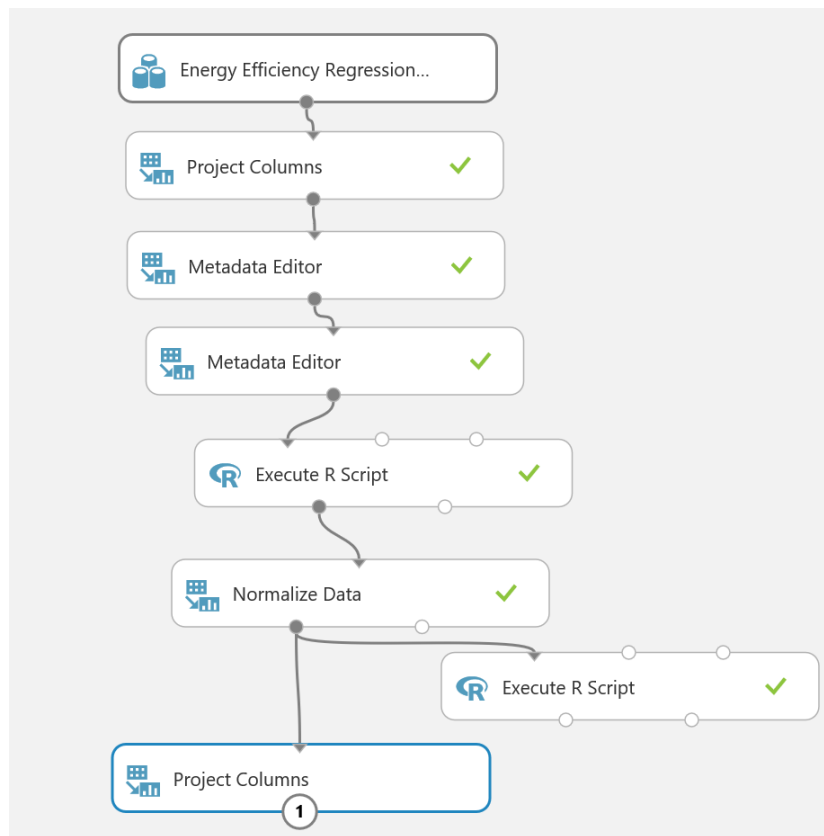 Energy Efficiency Regression...
Project Columns
Metadata Editor
Metadata Editor
R Execute R Script
Normalize Data
R Execute R Script
Project Columns
1